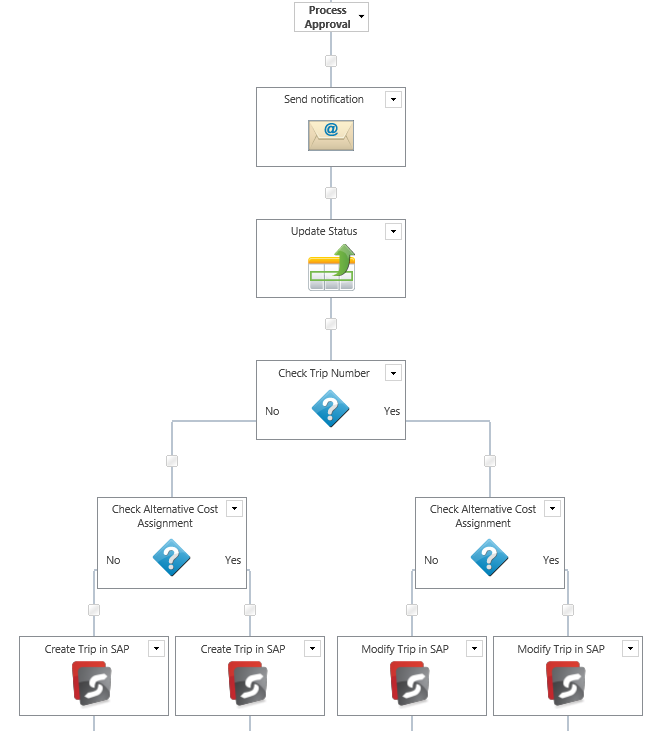 Process
Approval
Send notification
@
Update Status
Check Trip Number
No
Yes
?
Check Alternative Cost
Assignment
No
Yes
?
Check Alternative Cost
Assignment
No
Yes
?
Create Trip in SAP
Create Trip in SAP
Modify Trip in SAP
Modify Trip in SAP